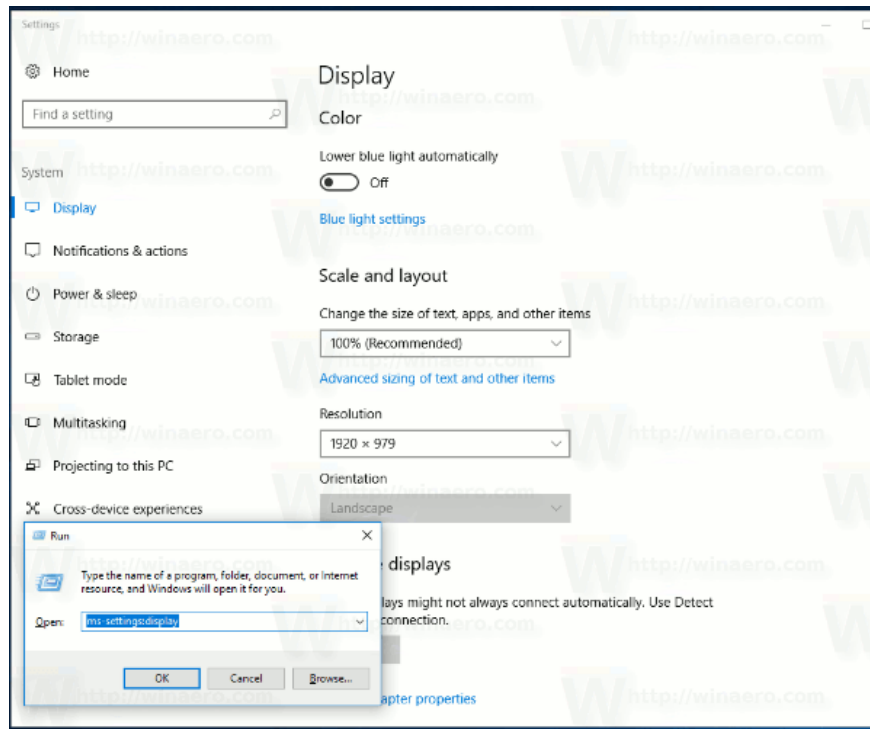 Settings
Home
Find a setting
System
Display
Notifications & actions
Power & sleep
Storage
Tablet mode
Multitasking
Projecting to this PC
Cross-device experiences
Display
Color
Lower blue light automatically
Off
Blue light settings
Scale and layout
Change the size of text, apps, and other items
100% (Recommended)
Advanced sizing of text and other items
Resolution
1920 × 979
Orientation
Landscape
displays
lays might not always connect automatically. Use Detect
connection.
apter properties
Run
Type the name of a program, folder, document, or Internet
resource, and Windows will open it for you.
Open:
ms-settings:display
OK
Cancel
Browse...
http://winaero.com